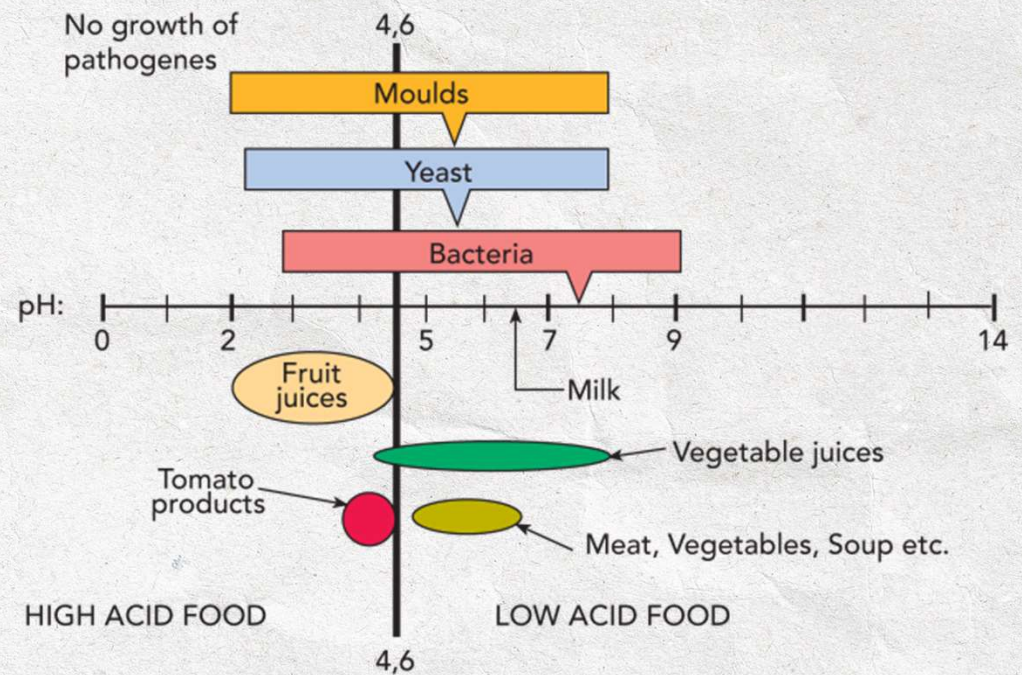 No growth of
pathogenes
4,6
Moulds
Yeast
Bacteria
pH:
0
2
5
7
9
14
Fruit
juices
Milk
Vegetable juices
Tomato
products
Meat, Vegetables, Soup etc.
HIGH ACID FOOD
LOW ACID FOOD
4,6